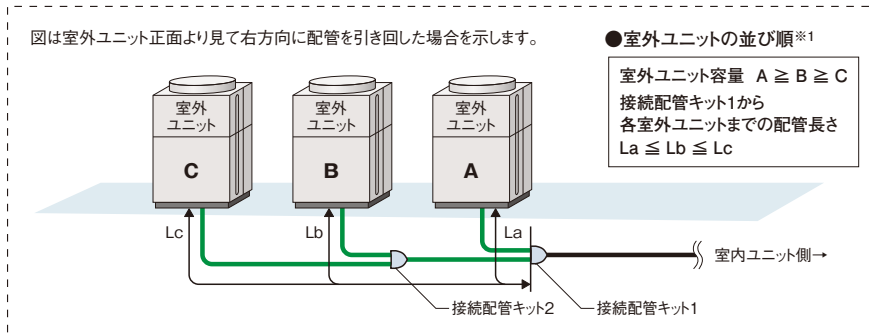 図は室外ユニット正面より見て右方向に配管を引き回した場合を示します。
●室外ユニットの並び順※1
室外ユニット容量 A ≧ B ≧ C
接続配管キット1から
各室外ユニットまでの配管長さ
La ≦ Lb ≦ Lc
室外
ユニット
C
室外
ユニット
B
室外
ユニット
A
Lc
Lb
La
室内ユニット側→
接続配管キット2
接続配管キット1